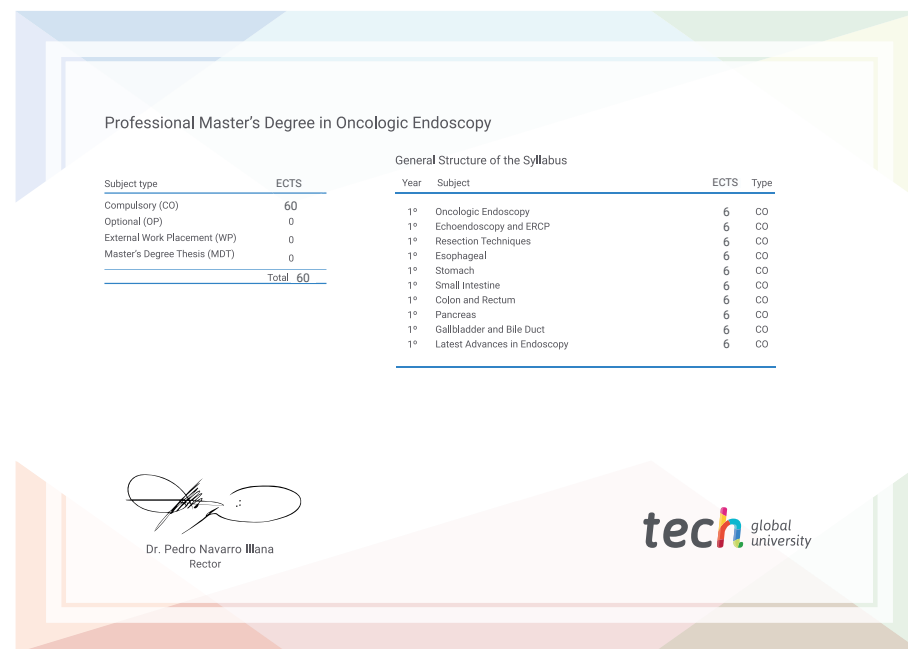 Professional Master's Degree in Oncologic Endoscopy
Subject type ECTS
Compulsory (CO) 60
Optional (OP) 0
External Work Placement (WP) 0
Master's Degree Thesis (MDT) 0
Total 60
General Structure of the Syllabus
Year Subject ECTS Type
1º Oncologic Endoscopy 6 CO
1º Echoendoscopy and ERCP 6 CO
1º Resection Techniques 6 CO
1º Esophageal 6 CO
1º Stomach 6 CO
1º Small Intestine 6 CO
1º Colon and Rectum 6 CO
1º Pancreas 6 CO
1º Gallbladder and Bile Duct 6 CO
1º Latest Advances in Endoscopy 6 CO
Dr. Pedro Navarro Illana
Rector
tech global
university